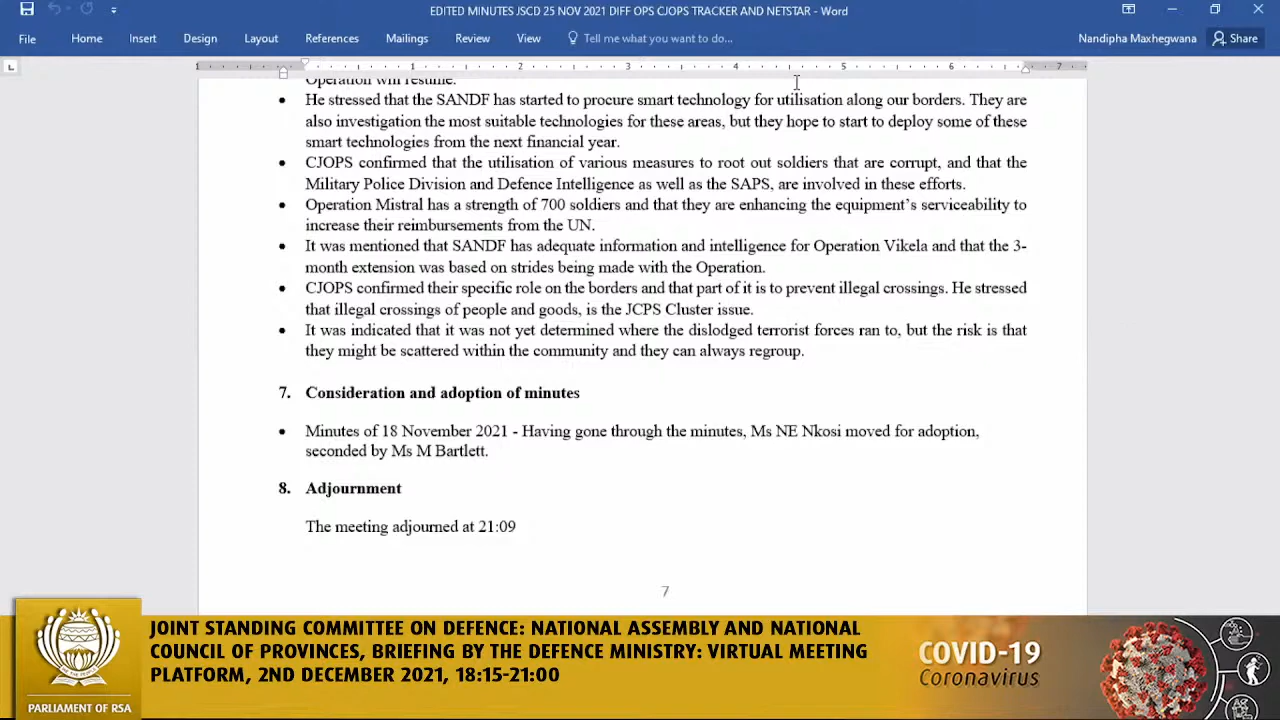 EDITED MINUTES JSCD 25 NOV 2021 DIFF OPS CJOPS TRACKER AND NETSTAR - Word
File Home Insert Design Layout References Mailings Review View Tell me what you want to do... Nandipha Maxhegwana Share
1 1 2 3 4 5 6 7
Operation will resume.
• He stressed that the SANDF has started to procure smart technology for utilisation along our borders. They are
also investigation the most suitable technologies for these areas, but they hope to start to deploy some of these
smart technologies from the next financial year.
• CJOPS confirmed that the utilisation of various measures to root out soldiers that are corrupt, and that the
Military Police Division and Defence Intelligence as well as the SAPS, are involved in these efforts.
• Operation Mistral has a strength of 700 soldiers and that they are enhancing the equipment's serviceability to
increase their reimbursements from the UN.
• It was mentioned that SANDF has adequate information and intelligence for Operation Vikela and that the 3-
month extension was based on strides being made with the Operation.
• CJOPS confirmed their specific role on the borders and that part of it is to prevent illegal crossings. He stressed
that illegal crossings of people and goods, is the JCPS Cluster issue.
• It was indicated that it was not yet determined where the dislodged terrorist forces ran to, but the risk is that
they might be scattered within the community and they can always regroup.
7. Consideration and adoption of minutes
• Minutes of 18 November 2021 - Having gone through the minutes, Ms NE Nkosi moved for adoption,
seconded by Ms M Bartlett.
8. Adjournment
The meeting adjourned at 21:09
7
JOINT STANDING COMMITTEE ON DEFENCE: NATIONAL ASSEMBLY AND NATIONAL
COUNCIL OF PROVINCES, BRIEFING BY THE DEFENCE MINISTRY: VIRTUAL MEETING
PLATFORM, 2ND DECEMBER 2021, 18:15-21:00
PARLIAMENT OF RSA
COVID-19
Coronavirus